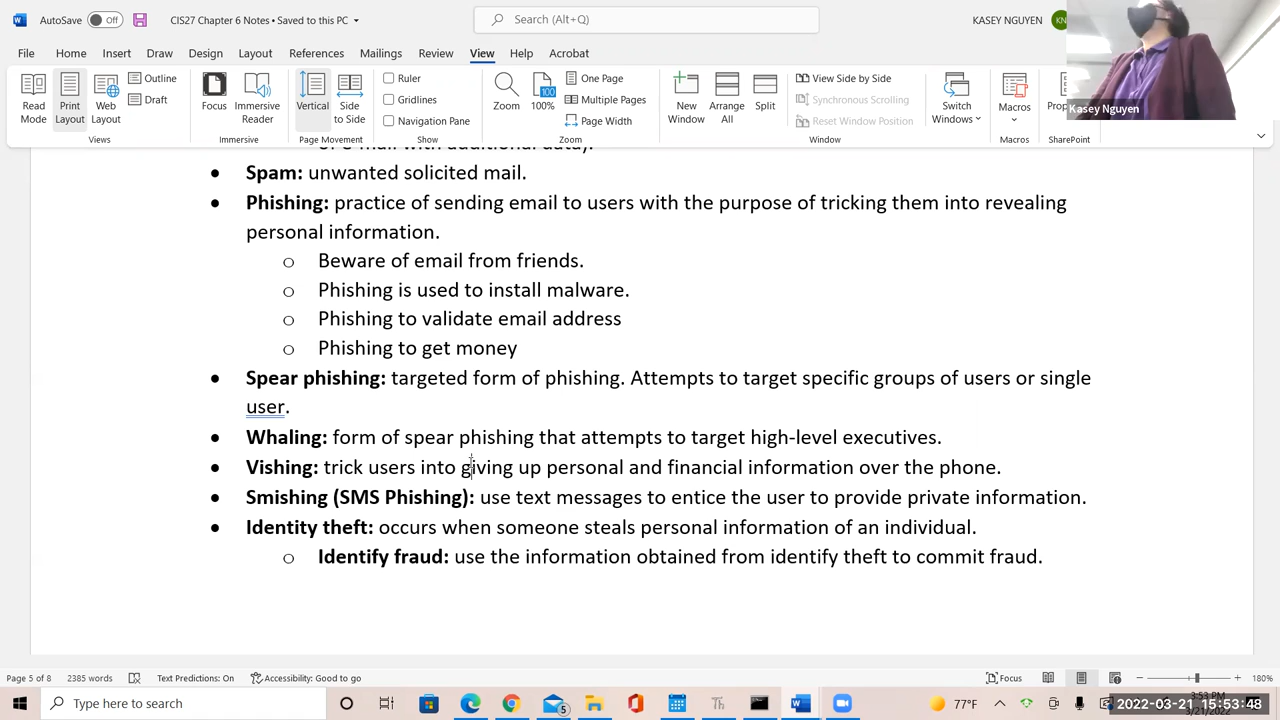 AutoSave Off CIS27 Chapter 6 Notes • Saved to this PC Search (Alt+Q) KASEY NGUYEN KN
File Home Insert Draw Design Layout References Mailings Review View Help Acrobat
Read Mode
Print Layout
Web Layout
Outline
Draft
Views
Focus
Immersive Reader
Immersive
Vertical
Side to Side
Page Movement
Ruler
Gridlines
Navigation Pane
Show
Zoom
100%
One Page
Multiple Pages
Page Width
Zoom
New Window
Arrange All
Split
View Side by Side
Synchronous Scrolling
Reset Window Position
Window
Switch Windows
Macros
Macros
SharePoint
Kasey Nguyen
• Spam: unwanted solicited mail.
• Phishing: practice of sending email to users with the purpose of tricking them into revealing
personal information.
o Beware of email from friends.
o Phishing is used to install malware.
o Phishing to validate email address
o Phishing to get money
• Spear phishing: targeted form of phishing. Attempts to target specific groups of users or single
user.
• Whaling: form of spear phishing that attempts to target high-level executives.
• Vishing: trick users into giving up personal and financial information over the phone.
• Smishing (SMS Phishing): use text messages to entice the user to provide private information.
• Identity theft: occurs when someone steals personal information of an individual.
o Identify fraud: use the information obtained from identify theft to commit fraud.
Page 5 of 8 2385 words Text Predictions: On Accessibility: Good to go Focus 180%
Type here to search 5 77°F 3:53 PM
2022-03-21 15:53:48